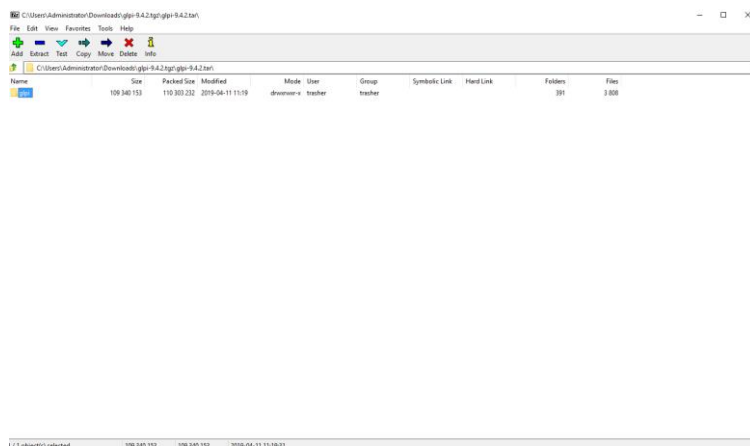 C:\Users\Administrator\Downloads\glpi-9.4.2.tgz\glpi-9.4.2.tar\
File Edit View Favorites Tools Help
Add Extract Test Copy Move Delete Info
C:\Users\Administrator\Downloads\glpi-9.4.2.tgz\glpi-9.4.2.tar\
Name Size Packed Size Modified Mode User Group Symbolic Link Hard Link Folders Files
glpi 109 340 153 110 303 232 2019-04-11 11:19 drwxrwxr-x trasher trasher 391 3 808
1 / 1 object(s) selected 109 340 153 109 340 153 2019-04-11 11:19:31